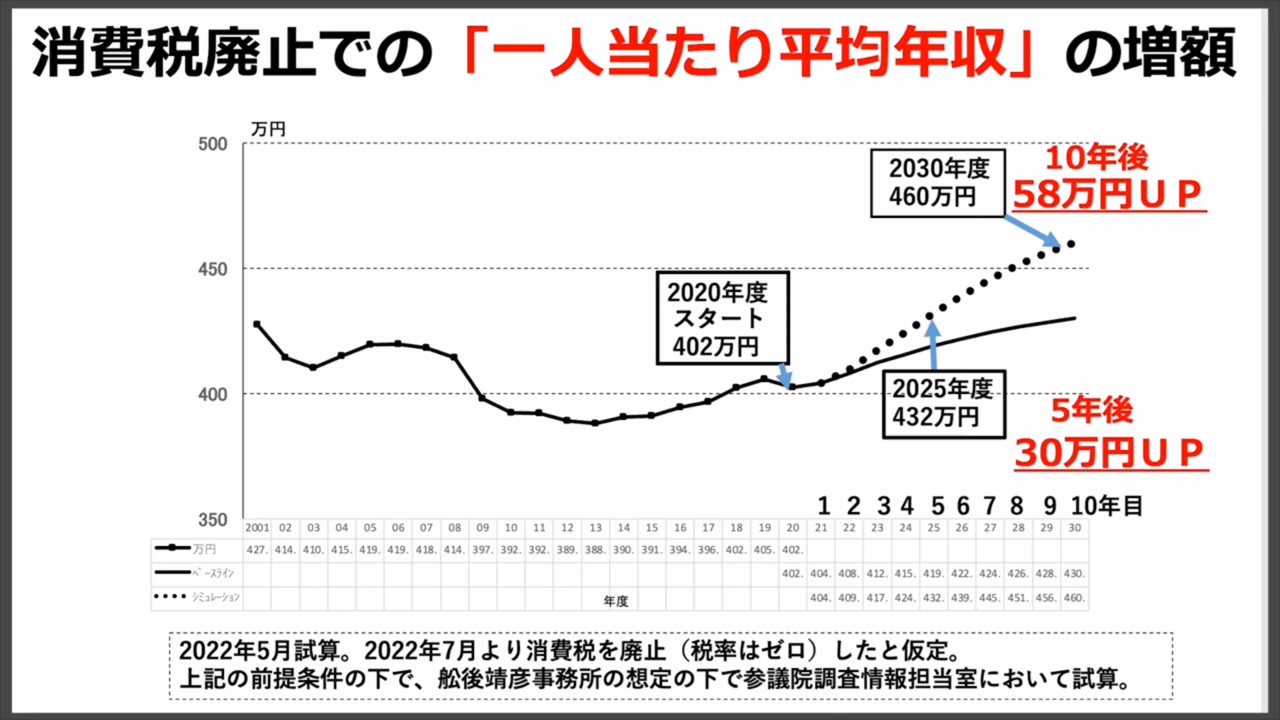 消費税廃止での「一人当たり平均年収」の増額
万円
500
450
400
350
2030年度
460万円
10年後
58万円ＵＰ
2020年度
スタート
402万円
2025年度
432万円
5年後
30万円ＵＰ
1 2 3 4 5 6 7 8 9 10年目
2001 02 03 04 05 06 07 08 09 10 11 12 13 14 15 16 17 18 19 20 21 22 23 24 25 26 27 28 29 30
万円 427. 414. 410. 415. 419. 419. 418. 414. 397. 392. 392. 389. 388. 390. 391. 394. 396. 402. 405. 402.
ﾍﾞｰｽﾗｲﾝ 402. 404. 408. 412. 415. 419. 422. 424. 426. 428. 430.
ｼﾐｭﾚｰｼｮﾝ 404. 409. 417. 424. 432. 439. 445. 451. 456. 460.
年度
2022年5月試算。2022年7月より消費税を廃止（税率はゼロ）したと仮定。
上記の前提条件の下で、舩後靖彦事務所の想定の下で参議院調査情報担当室において試算。